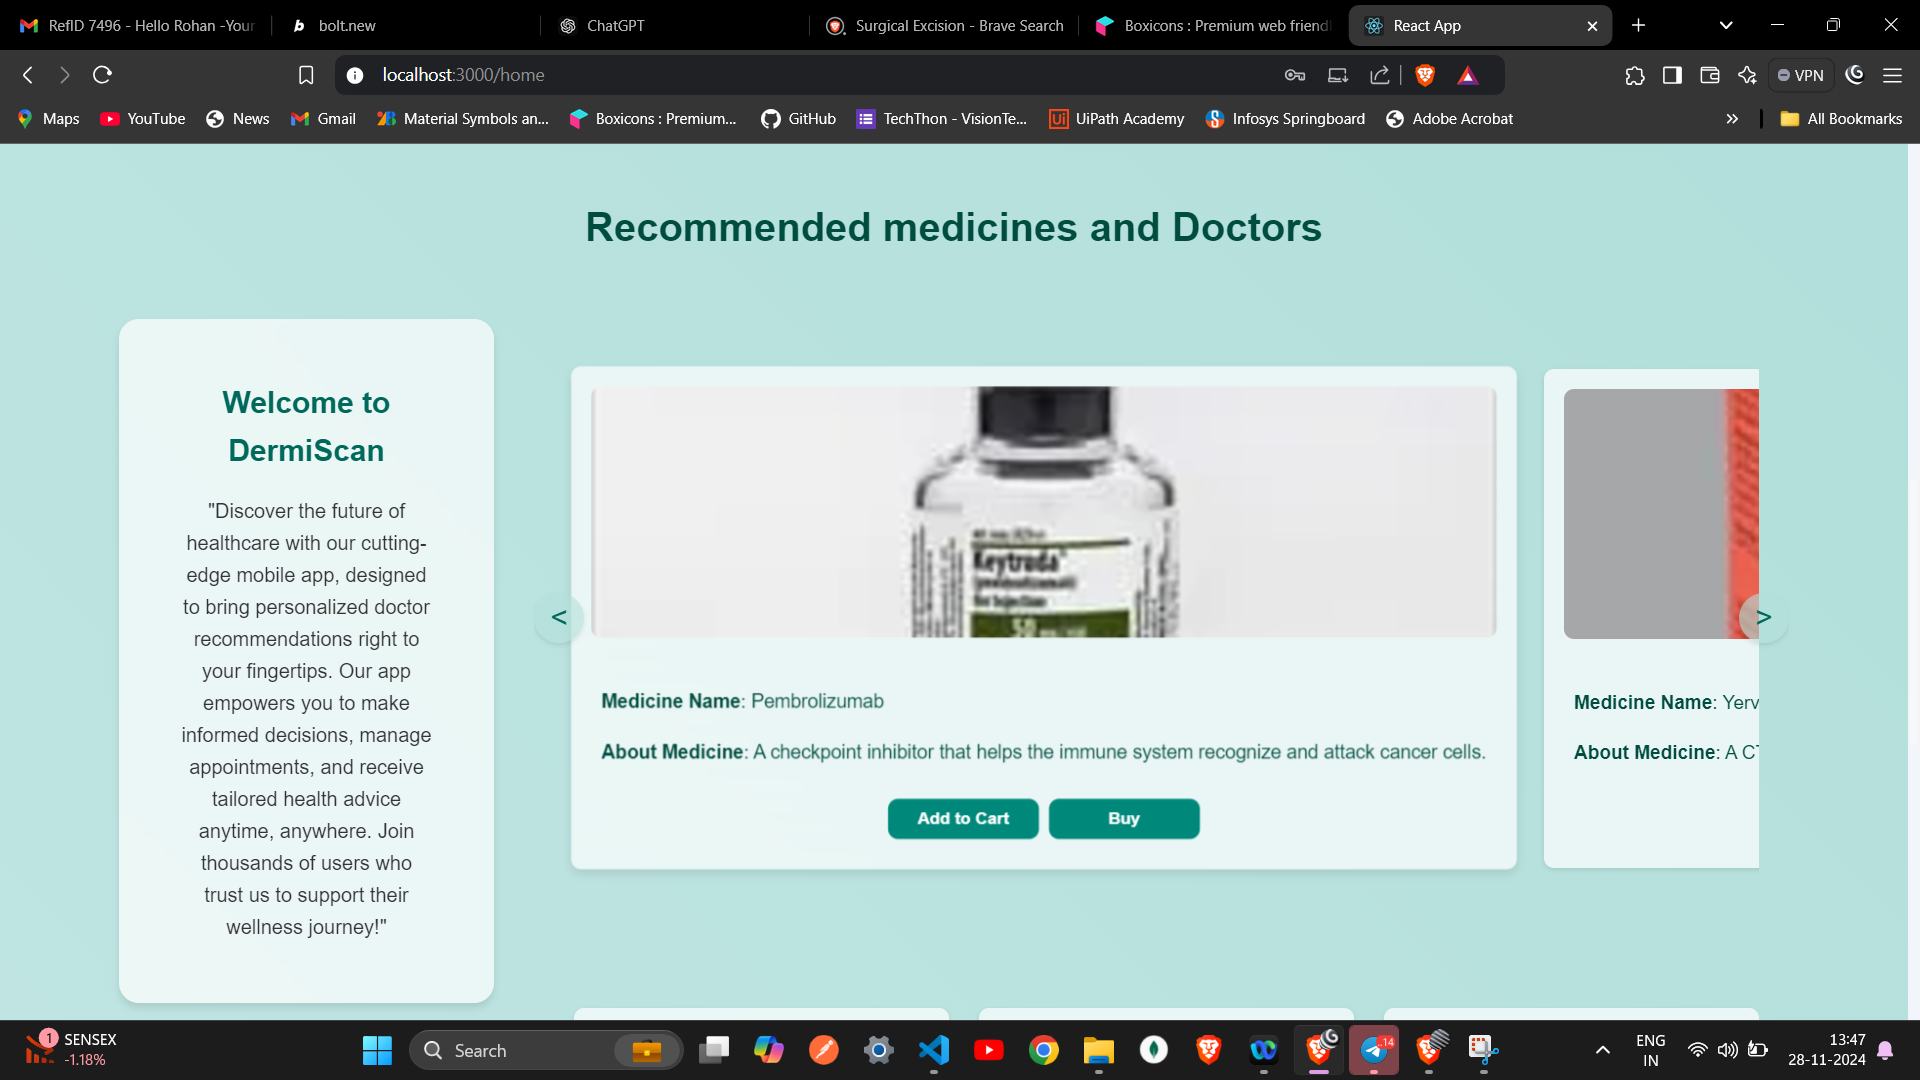 RefID 7496 - Hello Rohan -Your
bolt.new
ChatGPT
Surgical Excision - Brave Search
Boxicons : Premium web friendl
React App
localhost:3000/home
VPN
Maps
YouTube
News
Gmail
Material Symbols an...
Boxicons : Premium...
GitHub
TechThon - VisionTe...
UiPath Academy
Infosys Springboard
Adobe Acrobat
All Bookmarks
Recommended medicines and Doctors
Welcome to
DermiScan
"Discover the future of
healthcare with our cutting-
edge mobile app, designed
to bring personalized doctor
recommendations right to
your fingertips. Our app
empowers you to make
informed decisions, manage
appointments, and receive
tailored health advice
anytime, anywhere. Join
thousands of users who
trust us to support their
wellness journey!"
<
Keytruda
(pembrolizumab)
for Injection
50
Medicine Name: Pembrolizumab
About Medicine: A checkpoint inhibitor that helps the immune system recognize and attack cancer cells.
Add to Cart
Buy
>
Medicine Name: Yerv
About Medicine: A CT
1
SENSEX
-1.18%
Search
..14
ENG
IN
13:47
28-11-2024